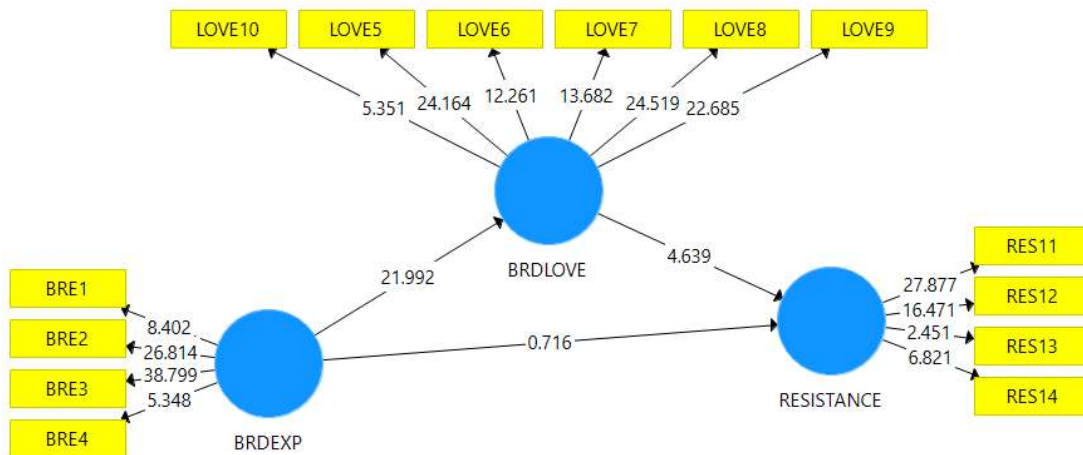 LOVE10 LOVE5 LOVE6 LOVE7 LOVE8 LOVE9
5.351 24.164 12.261 13.682 24.519 22.685
BRDLOVE
21.992 4.639
BRE1
BRE2
BRE3
BRE4
8.402
26.814
38.799
5.348
BRDEXP
0.716
RESISTANCE
27.877
16.471
2.451
6.821
RES11
RES12
RES13
RES14